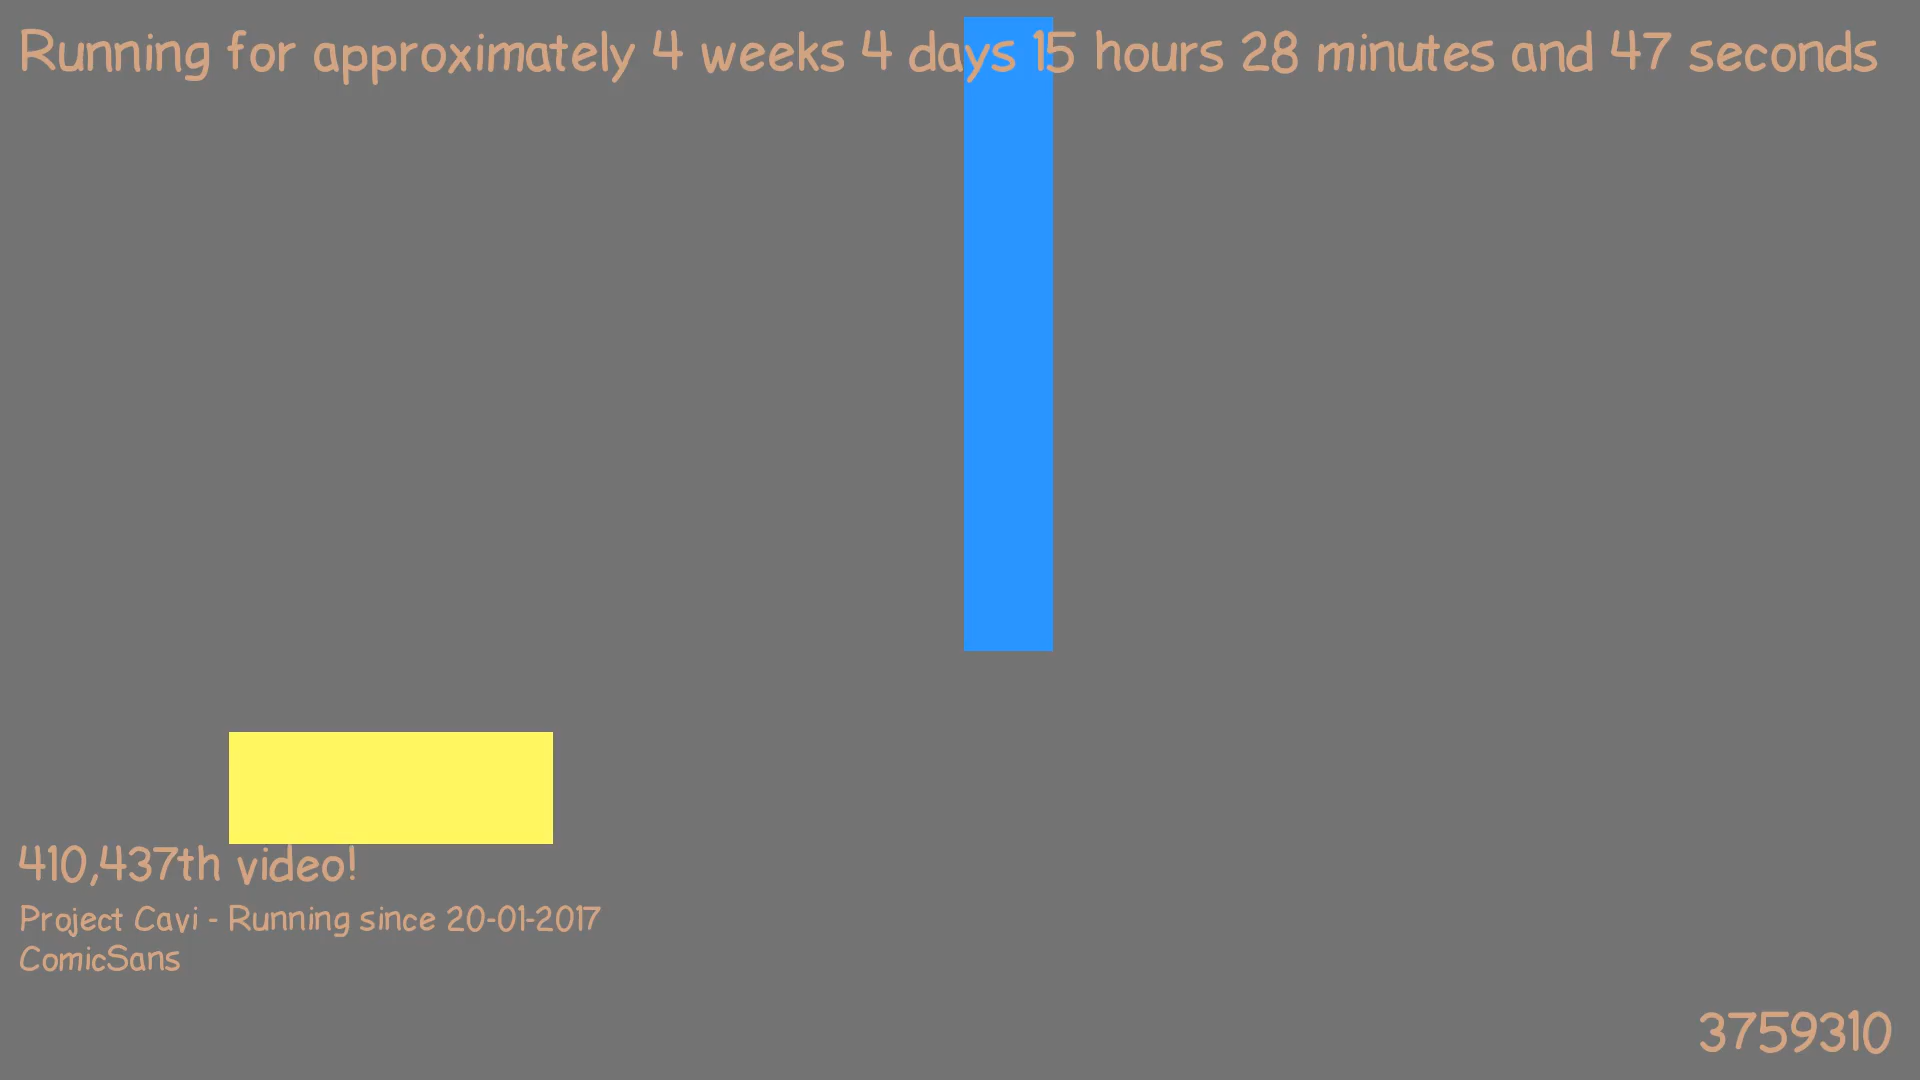 Running for approximately 4 weeks 4 days 15 hours 28 minutes and 47 seconds
410,437th video!
Project Cavi - Running since 20-01-2017
ComicSans
3759310